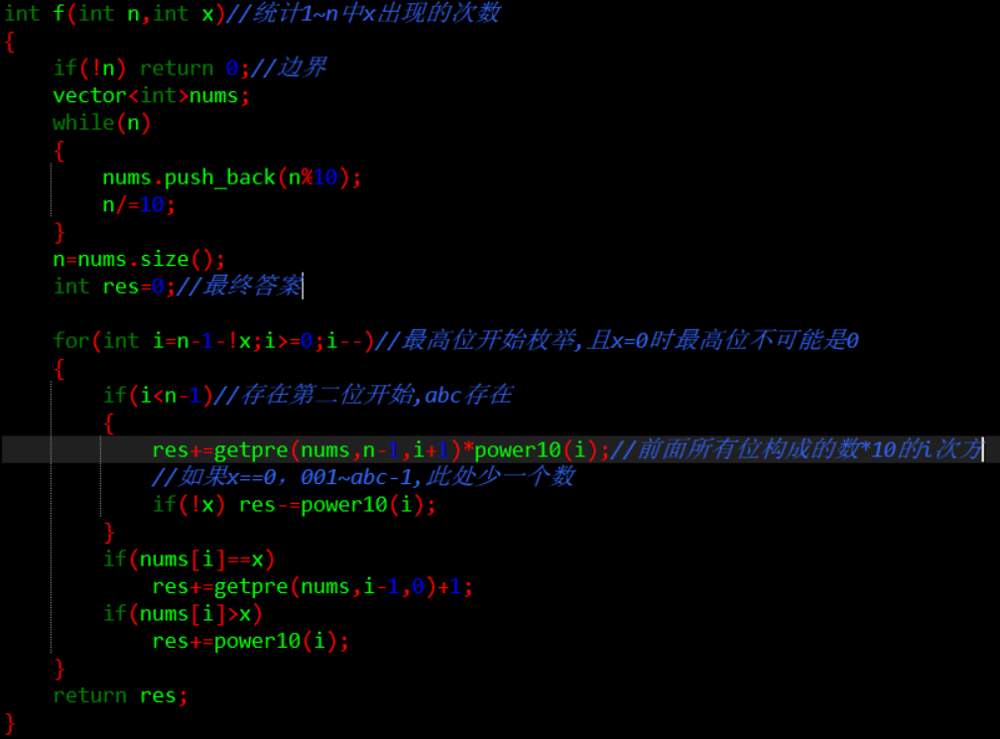 int f(int n,int x)//统计1~n中x出现的次数
{
    if(!n) return 0;//边界
    vector<int>nums;
    while(n)
    {
        nums.push_back(n%10);
        n/=10;
    }
    n=nums.size();
    int res=0;//最终答案
    for(int i=n-1-!x;i>=0;i--)//最高位开始枚举,且x=0时最高位不可能是0
    {
        if(i<n-1)//存在第二位开始,abc存在
        {
            res+=getpre(nums,n-1,i+1)*power10(i);//前面所有位构成的数*10的i次方
            //如果x==0，001~abc-1,此处少一个数
            if(!x) res-=power10(i);
        }
        if(nums[i]==x)
            res+=getpre(nums,i-1,0)+1;
        if(nums[i]>x)
            res+=power10(i);
    }
    return res;
}